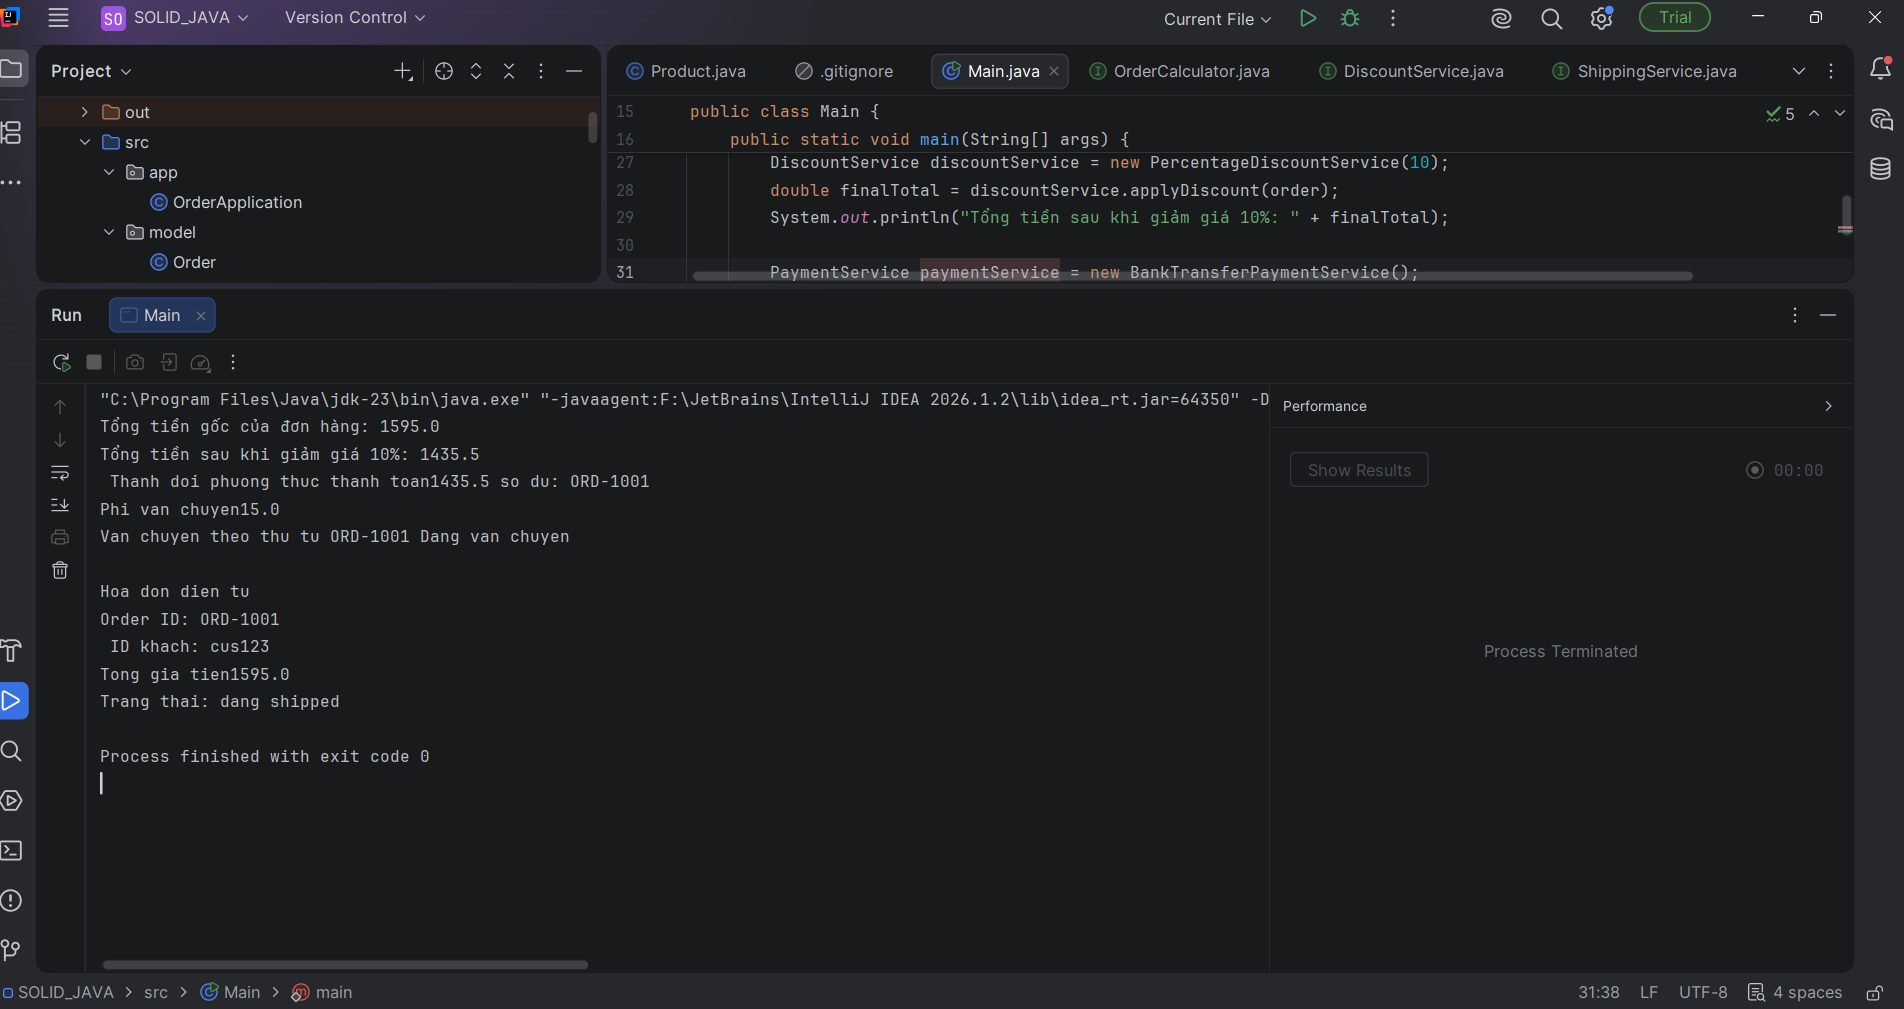 SO SOLID_JAVA Version Control Current File Trial
Project
Product.java .gitignore Main.java OrderCalculator.java DiscountService.java ShippingService.java
out
src
app
OrderApplication
model
Order
15 public class Main {
5
16 public static void main(String[] args) {
27 DiscountService discountService = new PercentageDiscountService(10);
28 double finalTotal = discountService.applyDiscount(order);
29 System.out.println("Tổng tiền sau khi giảm giá 10%: " + finalTotal);
30
31 PaymentService paymentService = new BankTransferPaymentService();
Run Main
"C:\Program Files\Java\jdk-23\bin\java.exe" "-javaagent:F:\JetBrains\IntelliJ IDEA 2026.1.2\lib\idea_rt.jar=64350" -D
Tổng tiền gốc của đơn hàng: 1595.0
Tổng tiền sau khi giảm giá 10%: 1435.5
Thanh doi phuong thuc thanh toan1435.5 so du: ORD-1001
Phi van chuyen15.0
Van chuyen theo thu tu ORD-1001 Dang van chuyen
Hoa don dien tu
Order ID: ORD-1001
ID khach: cus123
Tong gia tien1595.0
Trang thai: dang shipped
Process finished with exit code 0
Performance
Show Results 00:00
Process Terminated
SOLID_JAVA > src > Main > main
31:38 LF UTF-8 4 spaces